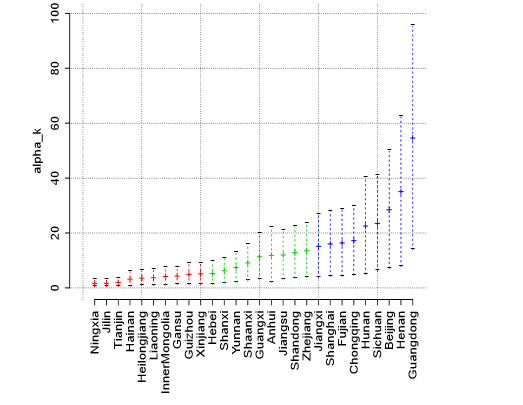 100
80
60
40
20
0
alpha_k
Ningxia
Jilin
Tianjin
Hainan
Heilongjiang
Liaoning
InnerMongolia
Gansu
Guizhou
Xinjiang
Hebei
Shanxi
Yunnan
Shaanxi
Guangxi
Anhui
Jiangsu
Shandong
Zhejiang
Jiangxi
Shanghai
Fujian
Chongqing
Hunan
Sichuan
Beijing
Henan
Guangdong